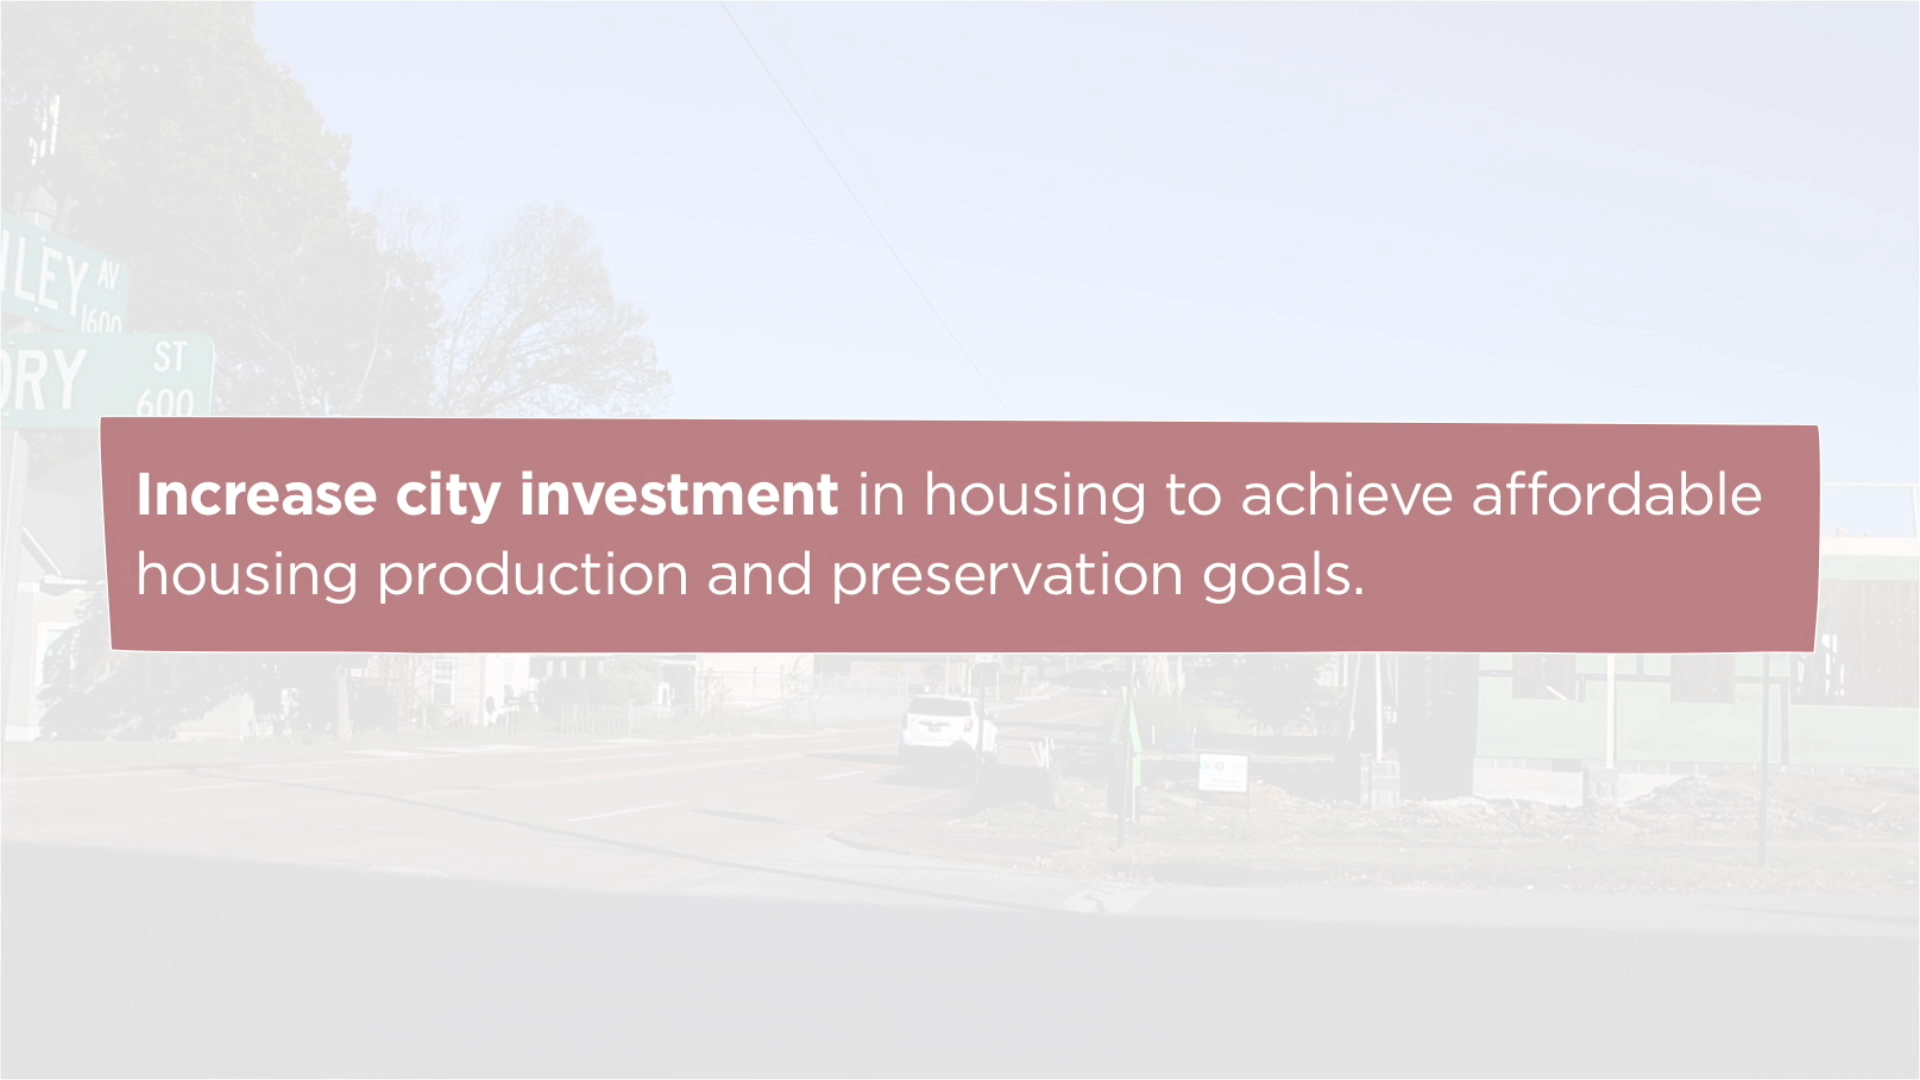 AV
1600
ST
600
Increase city investment in housing to achieve affordable
housing production and preservation goals.